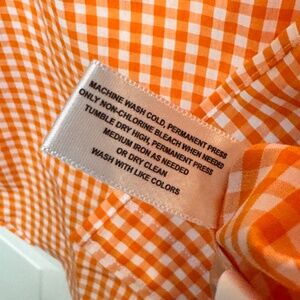 MACHINE WASH COLD, PERMANENT PRESS
ONLY NON-CHLORINE BLEACH WHEN NEEDED
TUMBLE DRY HIGH, PERMANENT PRESS
MEDIUM IRON AS NEEDED
OR DRY CLEAN
WASH WITH LIKE COLORS